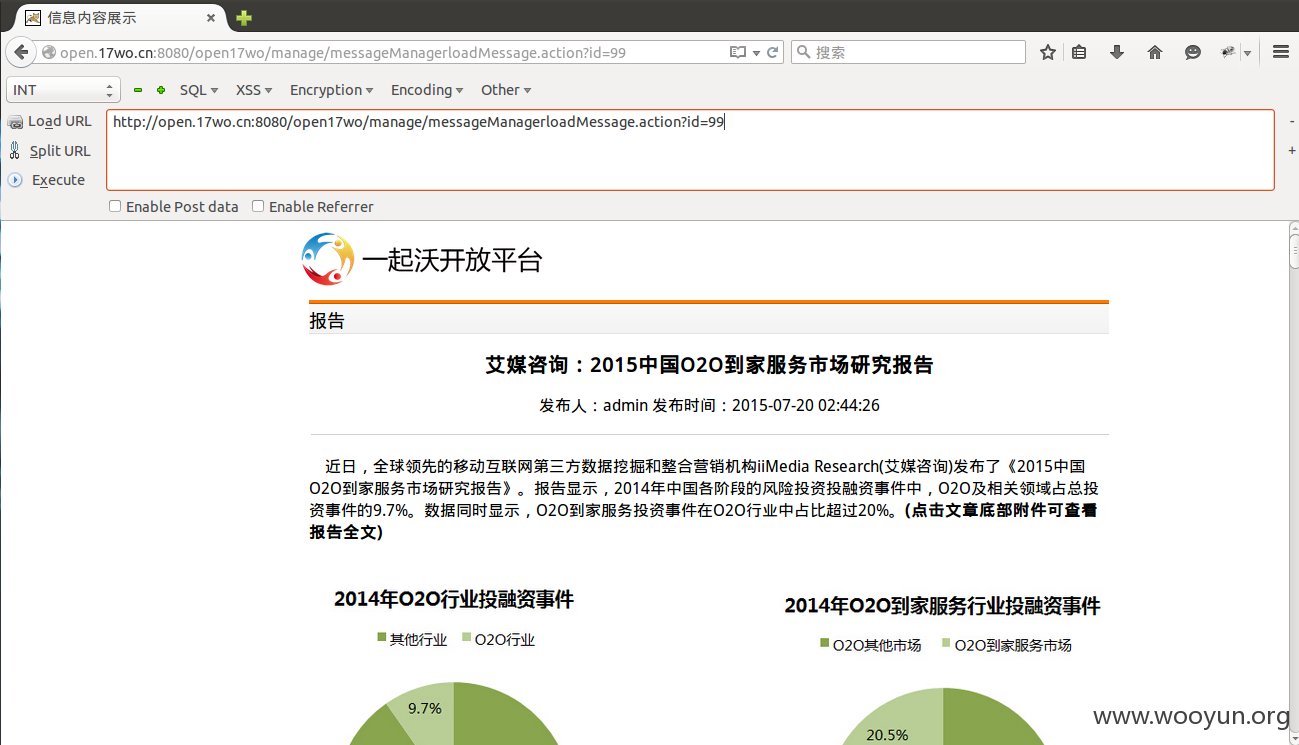 信息内容展示
open.17wo.cn:8080/open17wo/manage/messageManagerloadMessage.action?id=99
搜索
INT
SQL
XSS
Encryption
Encoding
Other
Load URL
http://open.17wo.cn:8080/open17wo/manage/messageManagerloadMessage.action?id=99
Split URL
Execute
Enable Post data
Enable Referrer
一起沃开放平台
报告
艾媒咨询：2015中国O2O到家服务市场研究报告
发布人：admin 发布时间：2015-07-20 02:44:26
近日，全球领先的移动互联网第三方数据挖掘和整合营销机构iiMedia Research(艾媒咨询)发布了《2015中国
O2O到家服务市场研究报告》。报告显示，2014年中国各阶段的风险投资投融资事件中，O2O及相关领域占总投
资事件的9.7%。数据同时显示，O2O到家服务投资事件在O2O行业中占比超过20%。(点击文章底部附件可查看
报告全文)
2014年O2O行业投融资事件
其他行业
O2O行业
9.7%
2014年O2O到家服务行业投融资事件
O2O其他市场
O2O到家服务市场
20.5%
www.wooyun.org